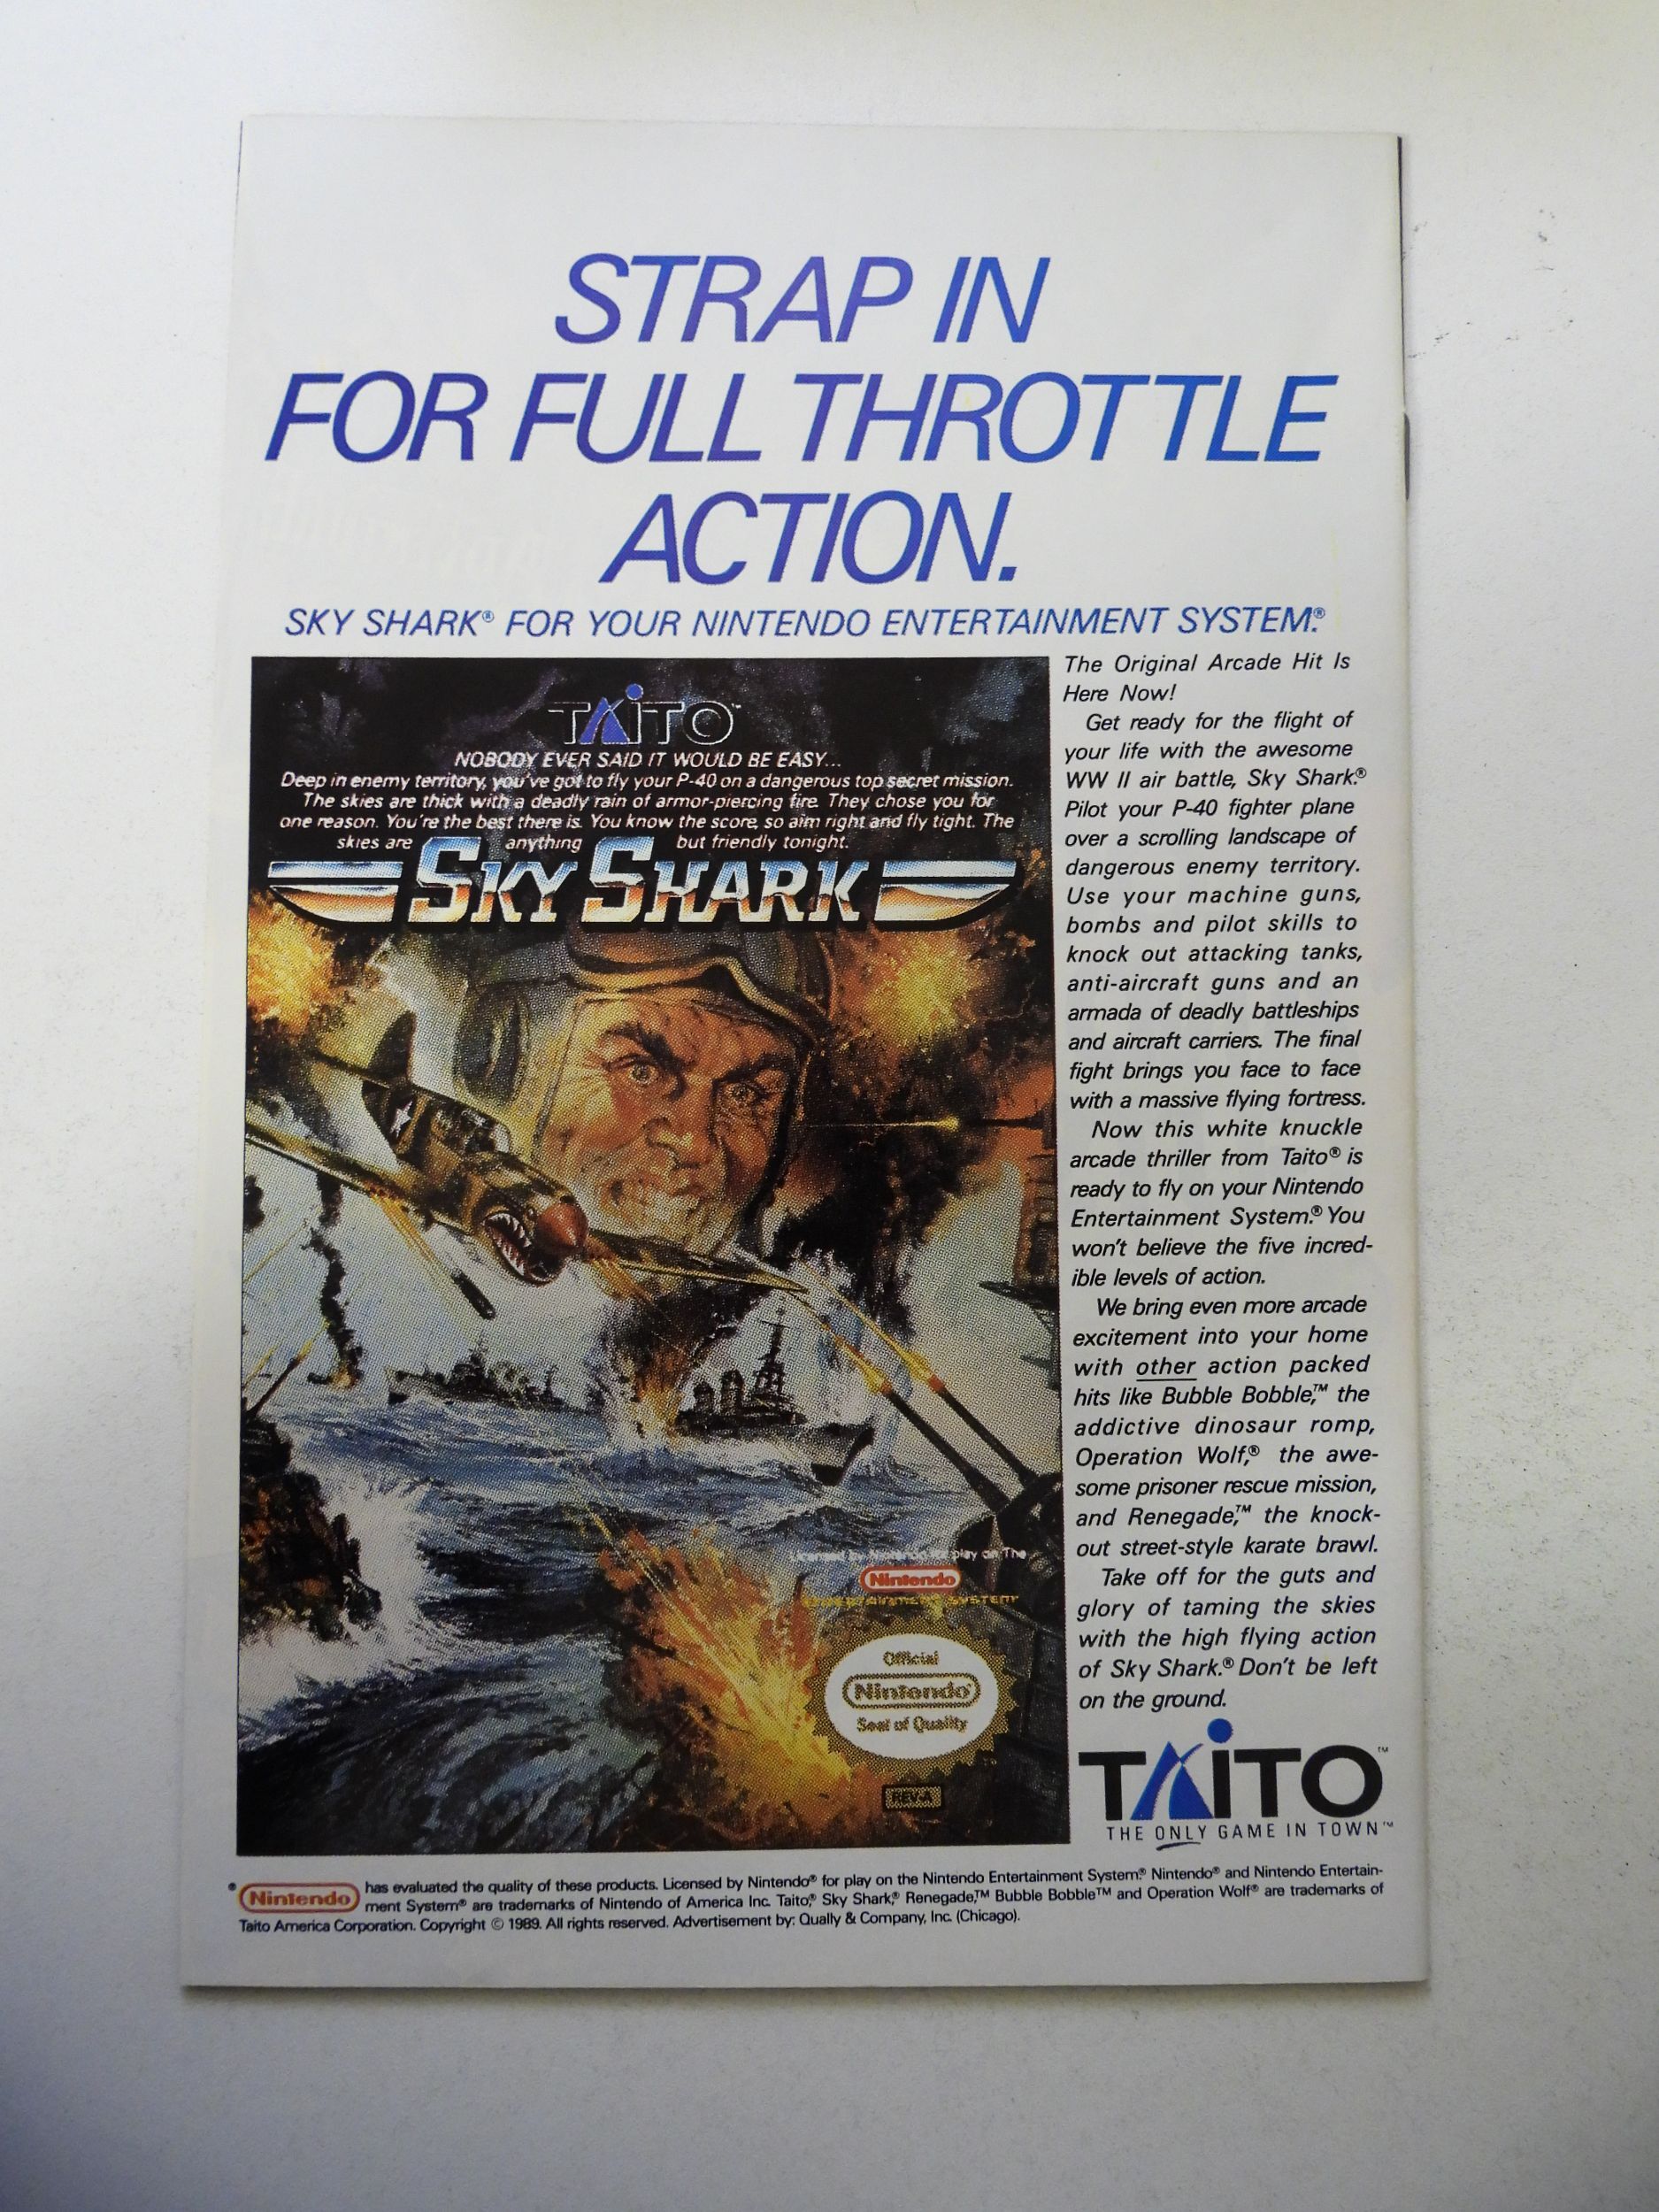 STRAP IN
FOR FULL THROTTLE
ACTION.
SKY SHARK® FOR YOUR NINTENDO ENTERTAINMENT SYSTEM.®
TAITO™
NOBODY EVER SAID IT WOULD BE EASY...
Deep in enemy territory, you've got to fly your P-40 on a dangerous top secret mission.
The skies are thick with a deadly rain of armor-piercing fire. They chose you for
one reason. You're the best there is. You know the score, so aim right and fly tight. The
skies are anything but friendly tonight.
SKY SHARK
Licensed by Nintendo for play on The
Nintendo
ENTERTAINMENT SYSTEM®
Official
Nintendo®
Seal of Quality
REV-A
The Original Arcade Hit Is
Here Now!
Get ready for the flight of
your life with the awesome
WW II air battle, Sky Shark.®
Pilot your P-40 fighter plane
over a scrolling landscape of
dangerous enemy territory.
Use your machine guns,
bombs and pilot skills to
knock out attacking tanks,
anti-aircraft guns and an
armada of deadly battleships
and aircraft carriers. The final
fight brings you face to face
with a massive flying fortress.
Now this white knuckle
arcade thriller from Taito® is
ready to fly on your Nintendo
Entertainment System.® You
won't believe the five incred-
ible levels of action.
We bring even more arcade
excitement into your home
with other action packed
hits like Bubble Bobble,™ the
addictive dinosaur romp,
Operation Wolf,® the awe-
some prisoner rescue mission,
and Renegade,™ the knock-
out street-style karate brawl.
Take off for the guts and
glory of taming the skies
with the high flying action
of Sky Shark.® Don't be left
on the ground.
TAITO™
THE ONLY GAME IN TOWN™
® Nintendo has evaluated the quality of these products. Licensed by Nintendo® for play on the Nintendo Entertainment System.® Nintendo® and Nintendo Entertain-
ment System® are trademarks of Nintendo of America Inc. Taito,® Sky Shark,® Renegade,™ Bubble Bobble™ and Operation Wolf® are trademarks of
Taito America Corporation. Copyright © 1989. All rights reserved. Advertisement by: Qually & Company, Inc. (Chicago).